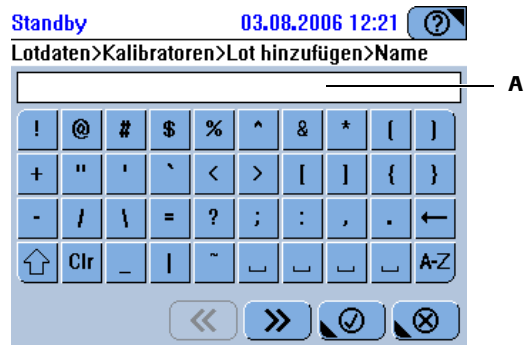 Standby 03.08.2006 12:21 ?
Lotdaten>Kalibratoren>Lot hinzufügen>Name
A
! @ # $ % ^ & * ( )
+ " ' ` < > [ ] { }
- / \ = ? ; : , . ←
⇧ Clr _ | ~ ⎵ ⎵ ⎵ ⎵ A-Z
« »